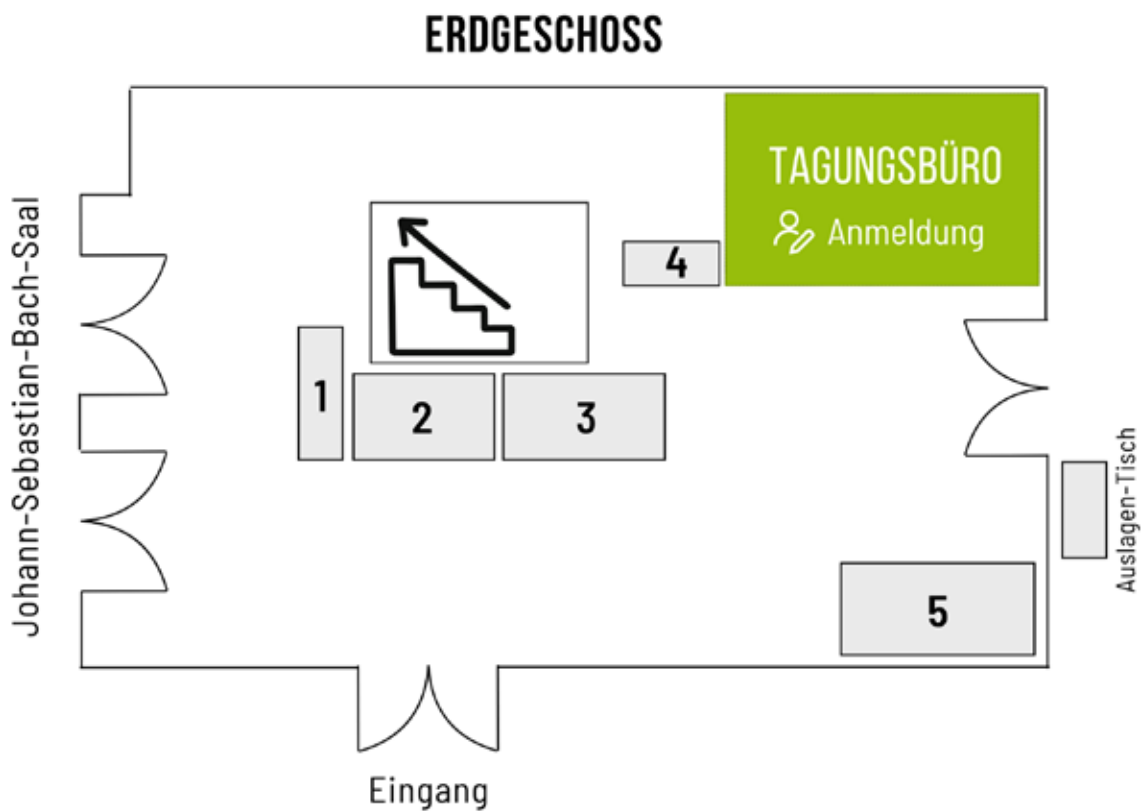 ERDGESCHOSS
TAGUNGSBÜRO
Anmeldung
Johann-Sebastian-Bach-Saal
4
1
2
3
Auslagen-Tisch
5
Eingang